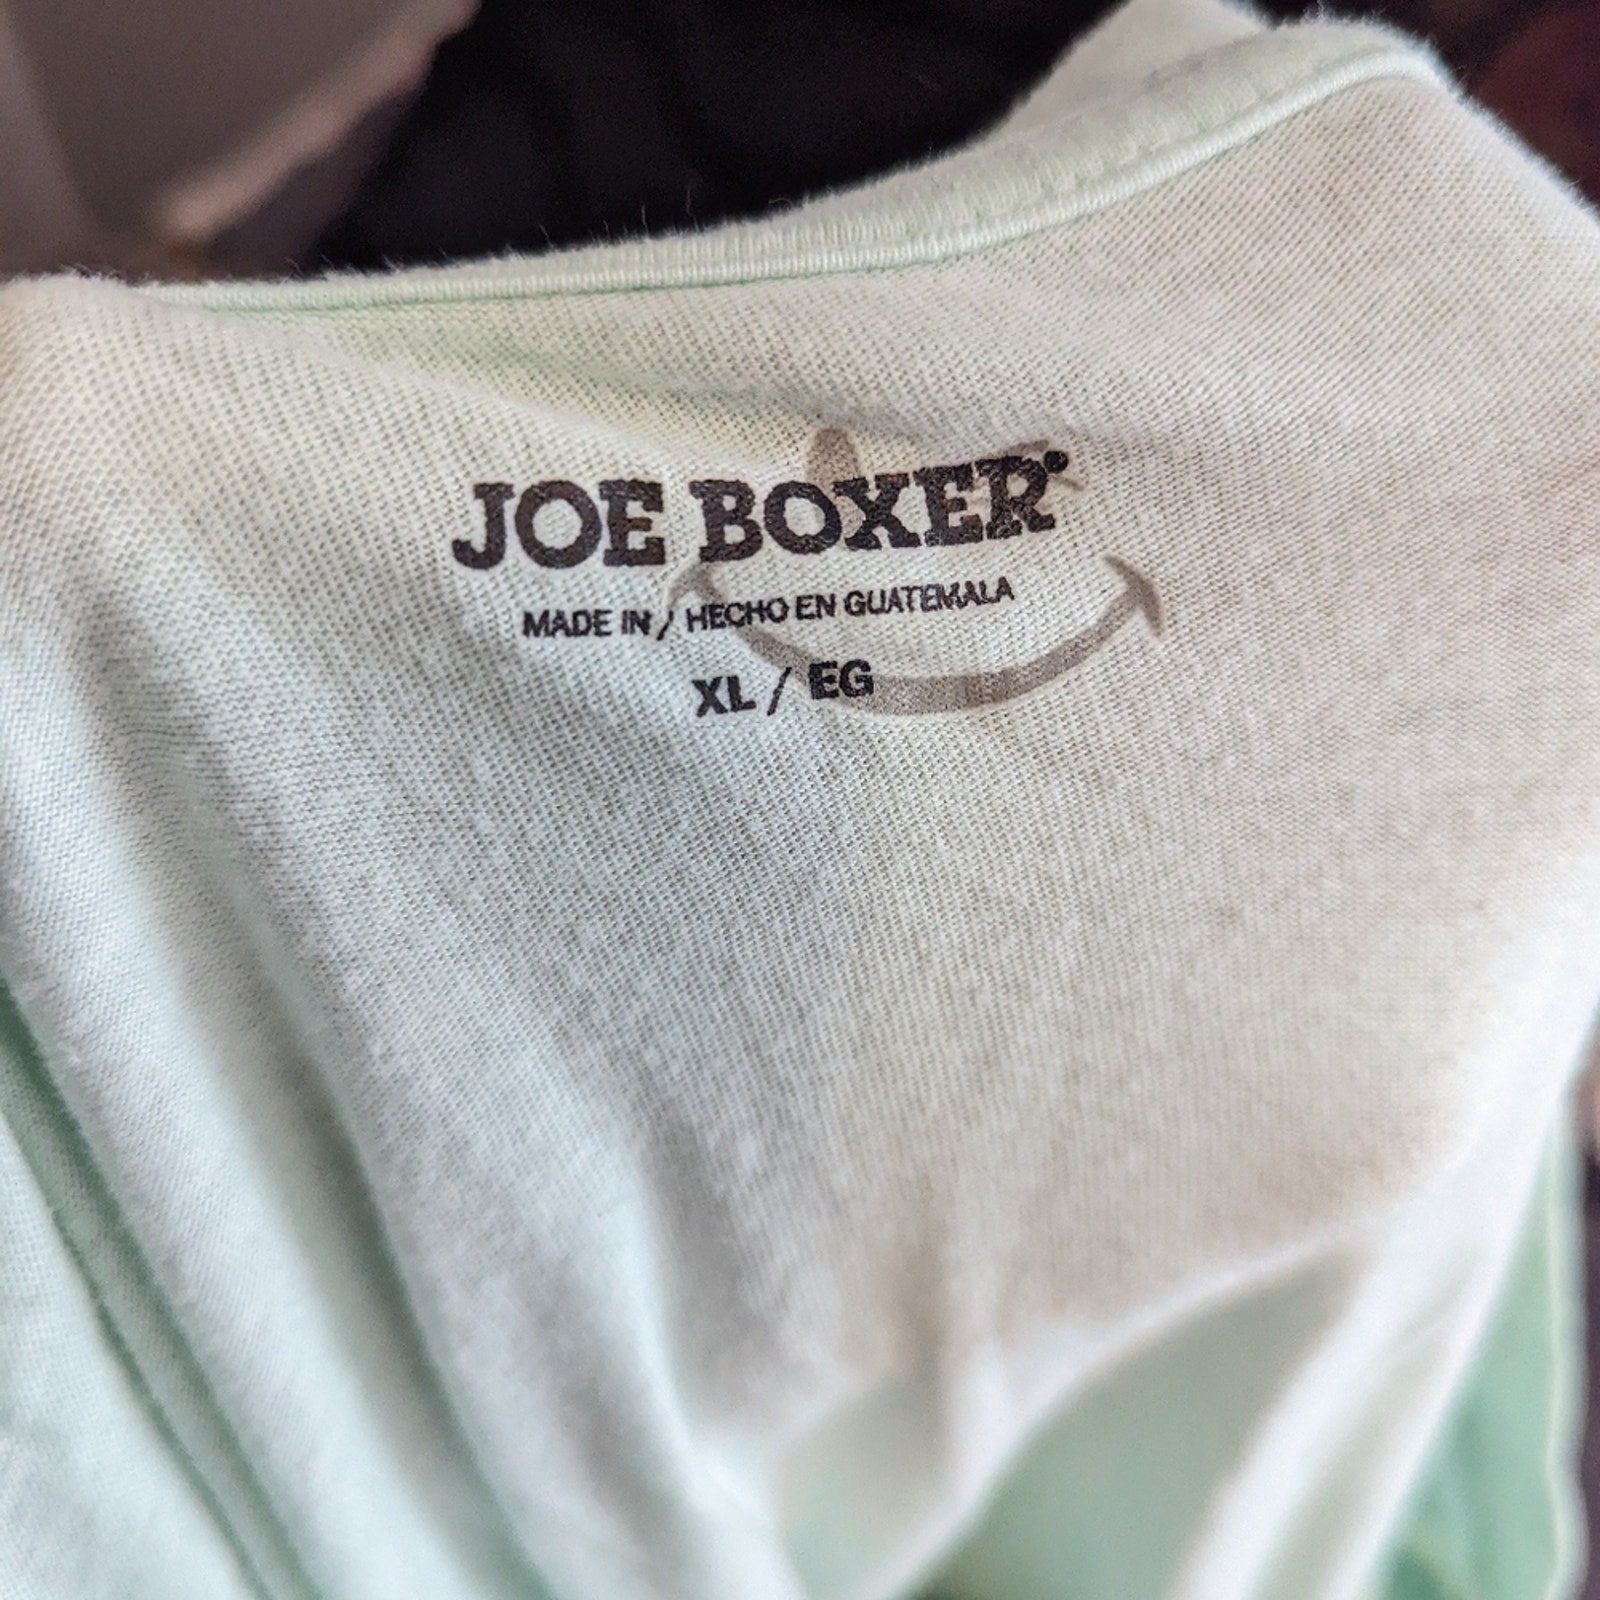 JOE BOXER
MADE IN / HECHO EN GUATEMALA
XL / EG